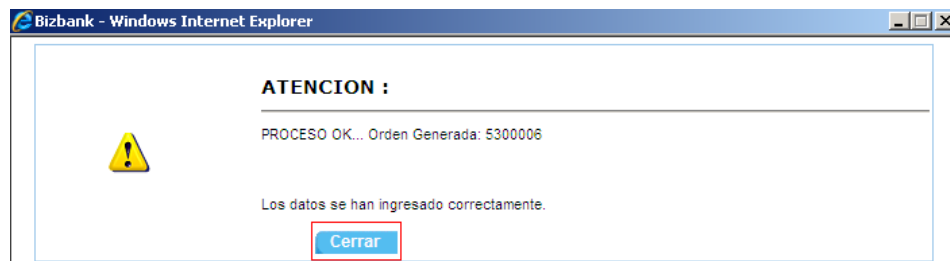 Bizbank - Windows Internet Explorer
ATENCION :
PROCESO OK... Orden Generada: 5300006
Los datos se han ingresado correctamente.
Cerrar